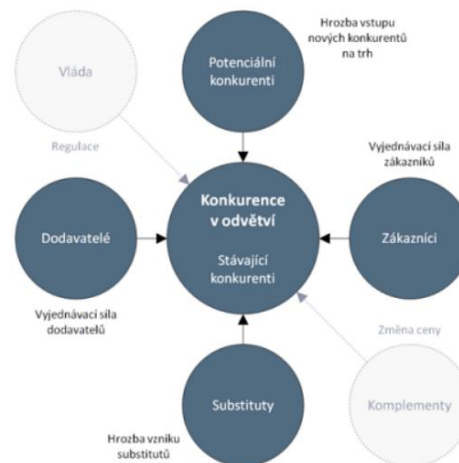 Hrozba vstupu
nových konkurentů
na trh
Potenciální
konkurenti
Vláda
Regulace
Vyjednávací síla
zákazníků
Konkurence
v odvětví
Stávající
konkurenti
Dodavatelé
Zákazníci
Vyjednávací síla
dodavatelů
Změna ceny
Substituty
Komplementy
Hrozba vzniku
substitutů